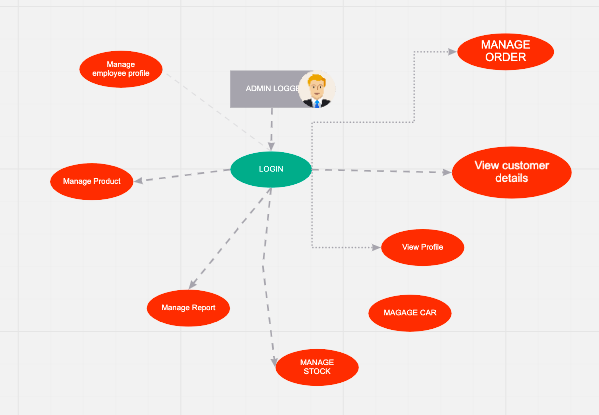 MANAGE
ORDER
Manage
employee profile
ADMIN LOGGE
LOGIN
View customer
details
Manage Product
View Profile
Manage Report
MAGAGE CAR
MANAGE
STOCK